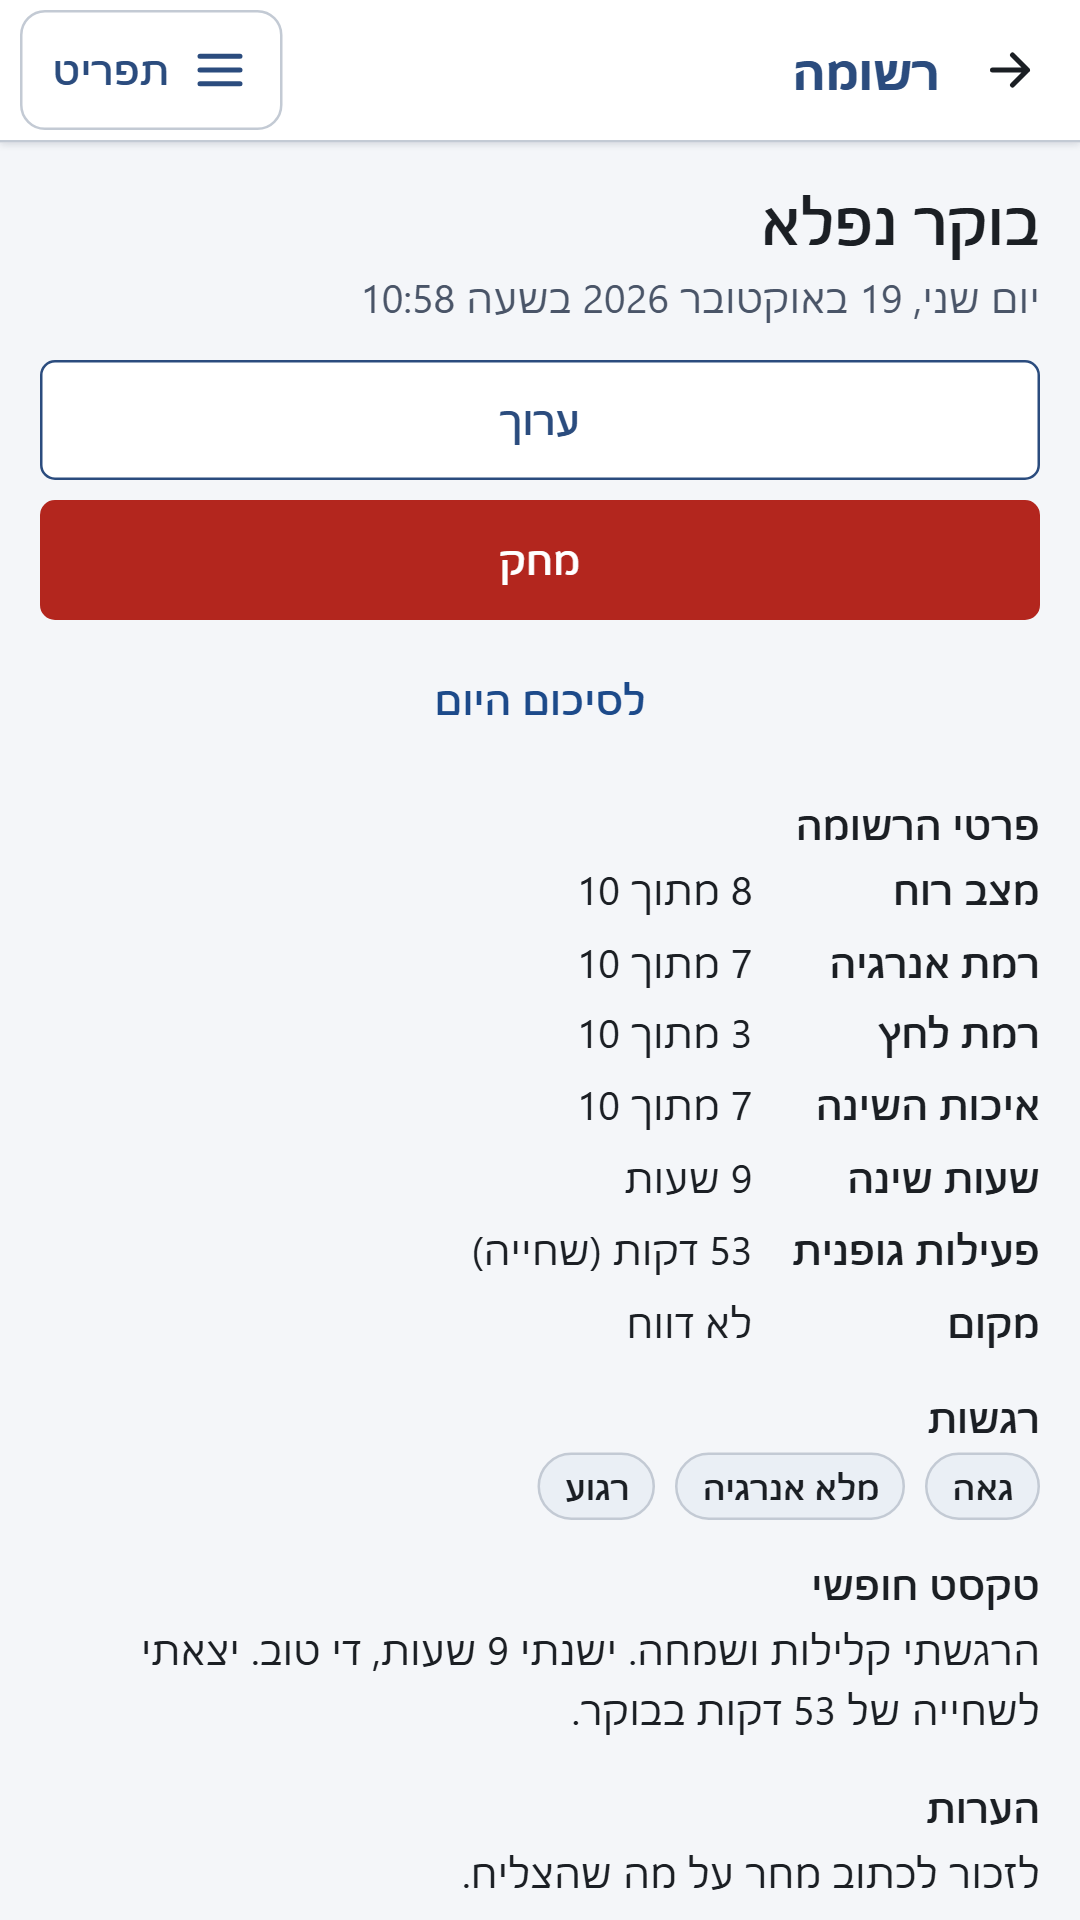 רשומה
תפריט
בוקר נפלא
יום שני, 19 באוקטובר 2026 בשעה 10:58
ערוך
מחק
לסיכום היום
פרטי הרשומה
מצב רוח 8 מתוך 10
רמת אנרגיה 7 מתוך 10
רמת לחץ 3 מתוך 10
איכות השינה 7 מתוך 10
שעות שינה 9 שעות
פעילות גופנית 53 דקות (שחייה)
מקום לא דווח
רגשות
גאה מלא אנרגיה רגוע
טקסט חופשי
הרגשתי קלילות ושמחה. ישנתי 9 שעות, די טוב. יצאתי
לשחייה של 53 דקות בבוקר.
הערות
לזכור לכתוב מחר על מה שהצליח.